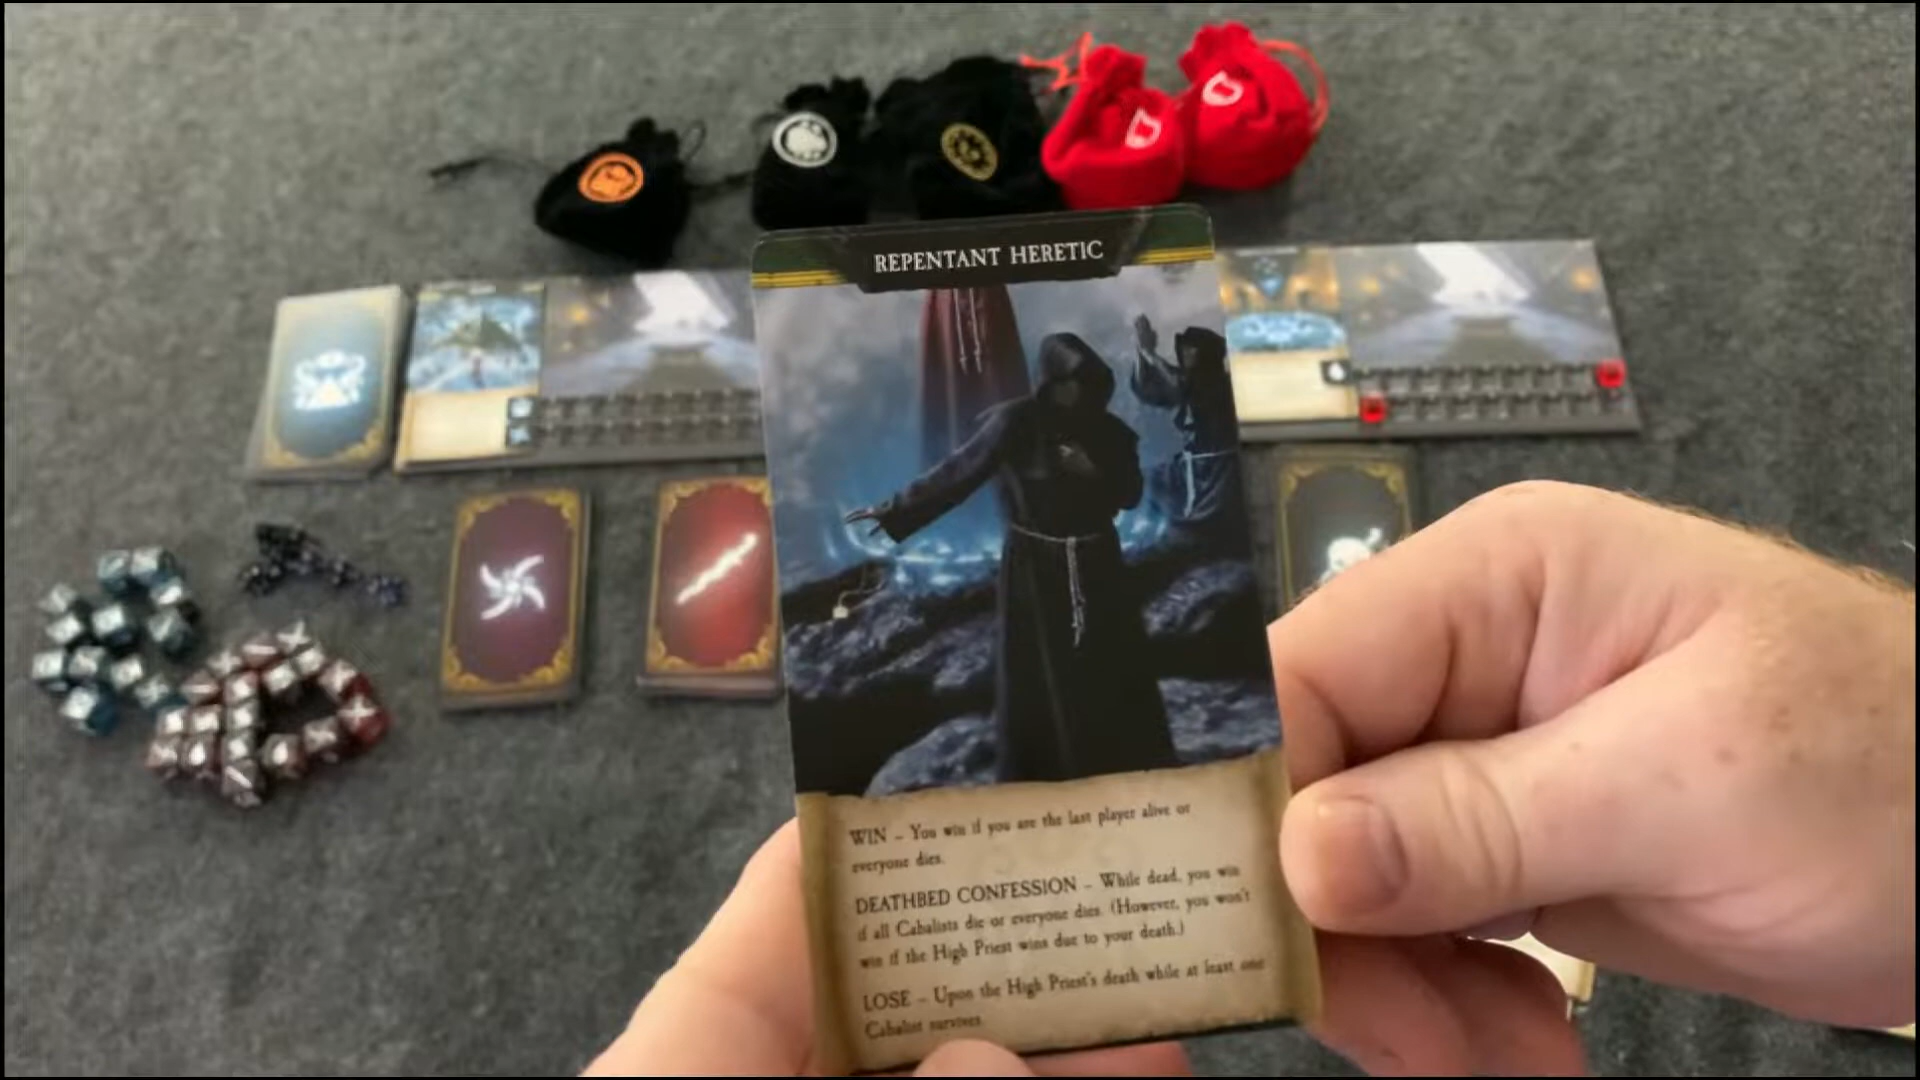 REPENTANT HERETIC
WIN – You win if you are the last player alive or
everyone dies.
DEATHBED CONFESSION – While dead, you win
if all Cabalists die or everyone dies. (However, you won't
win if the High Priest wins due to your death.)
LOSE – Upon the High Priest's death while at least one
Cabalist survives.